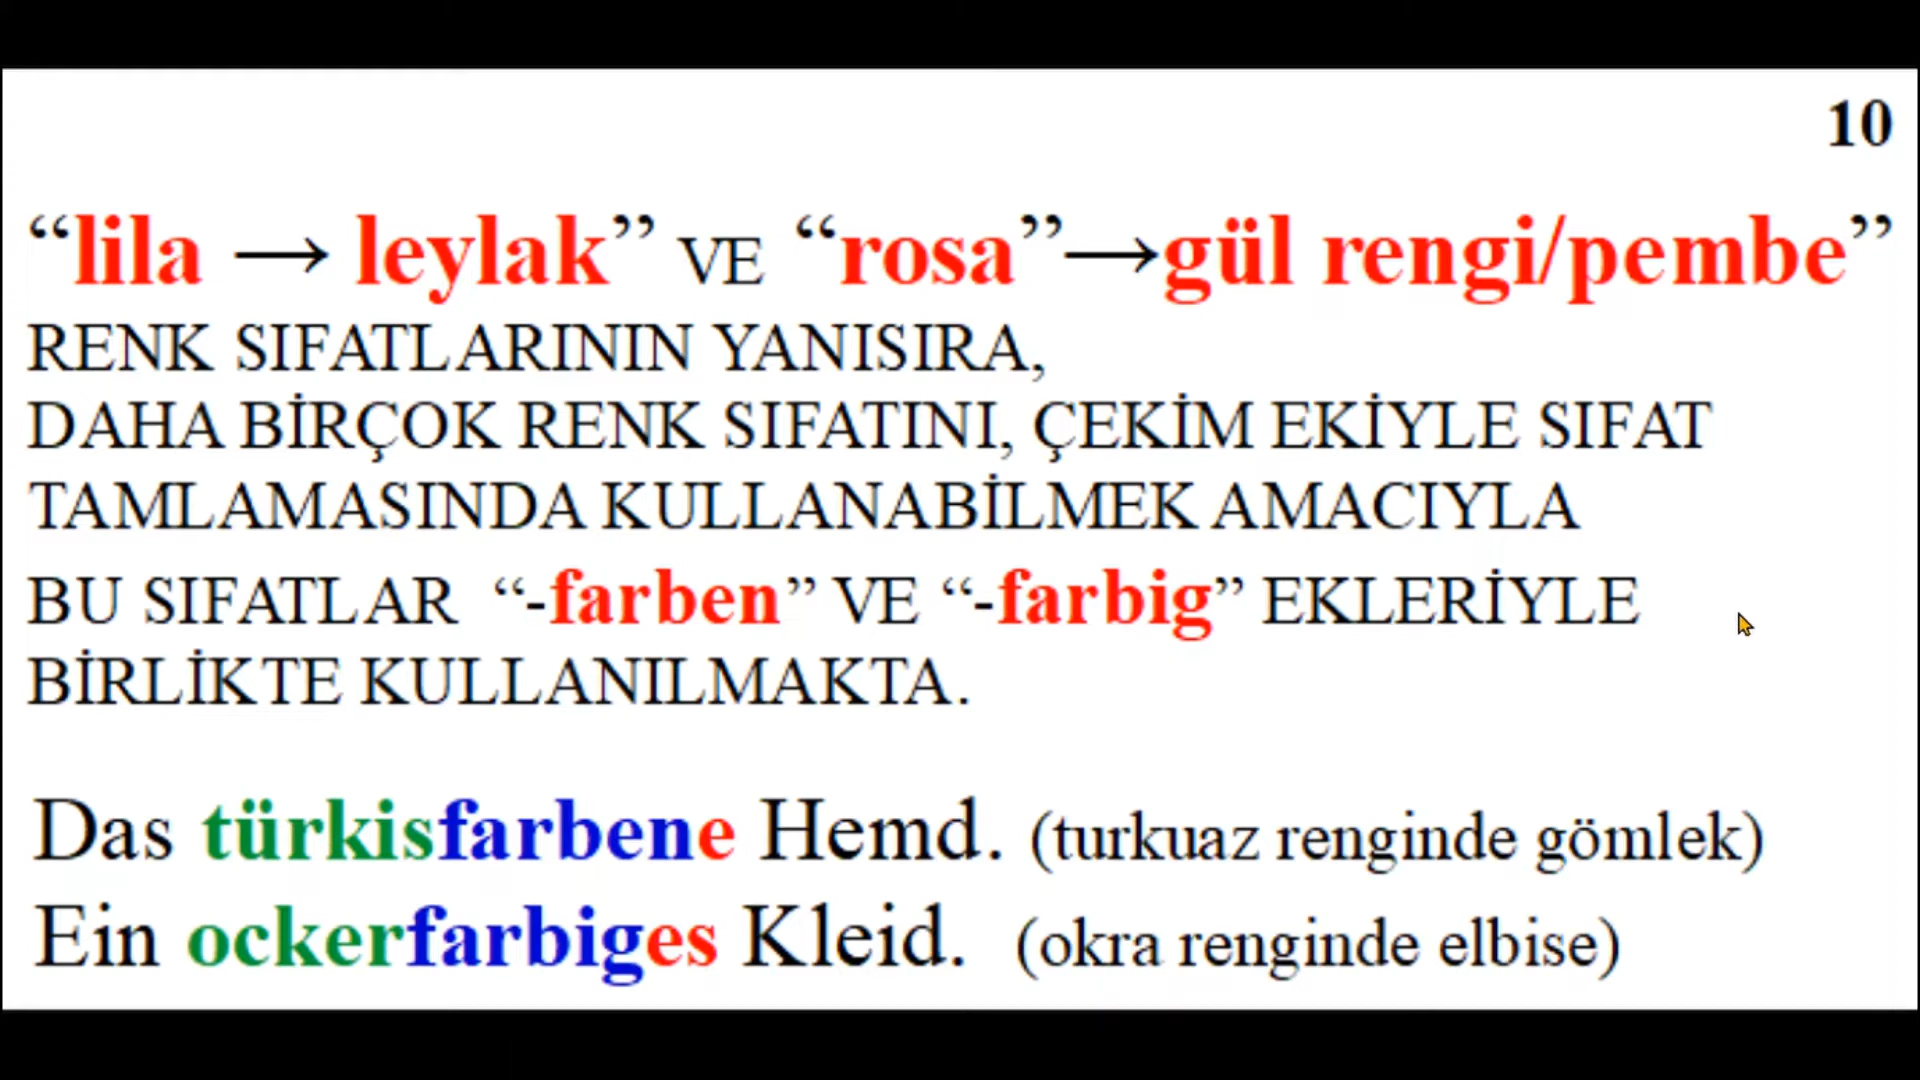 10
“lila → leylak” VE “rosa”→gül rengi/pembe”
RENK SIFATLARININ YANISIRA,
DAHA BİRÇOK RENK SIFATINI, ÇEKİM EKİYLE SIFAT
TAMLAMASINDA KULLANABİLMEK AMACIYLA
BU SIFATLAR “-farben” VE “-farbig” EKLERİYLE
BİRLİKTE KULLANILMAKTA.
Das türkisfarbene Hemd. (turkuaz renginde gömlek)
Ein ockerfarbiges Kleid. (okra renginde elbise)